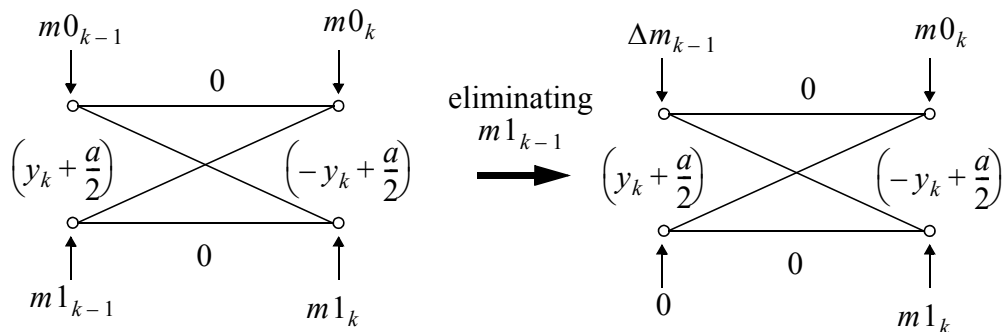 m0_{k-1} m0_k
0
(y_k + a/2) (-y_k + a/2)
0
m1_{k-1} m1_k
eliminating
m1_{k-1}
Δm_{k-1} m0_k
0
(y_k + a/2) (-y_k + a/2)
0
0 m1_k